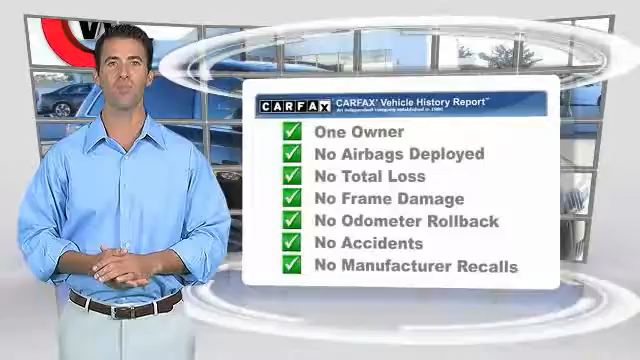 CARFAX CARFAX Vehicle History Report™
An independent company established in 1986
One Owner
No Airbags Deployed
No Total Loss
No Frame Damage
No Odometer Rollback
No Accidents
No Manufacturer Recalls